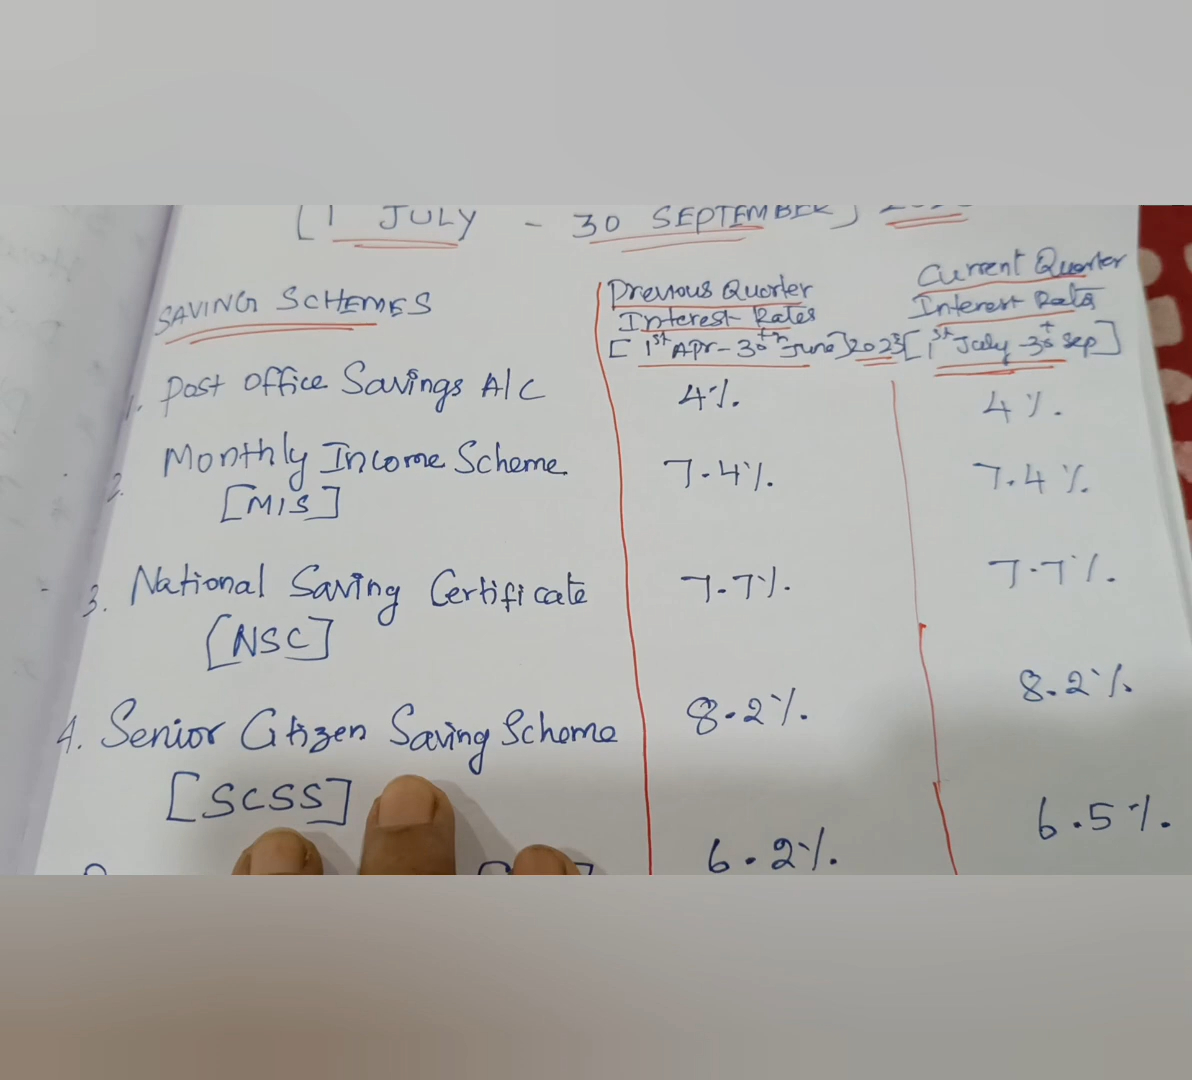 [1 JULY - 30 SEPTEMBER]
SAVING SCHEMES
Previous Quarter Interest Rates
[1st Apr - 30th June] 2023
Current Quarter Interest Rates
[1st July - 30t Sep]
1. Post Office Savings A/C 4%. 4%.
2. Monthly Income Scheme 7.4%. 7.4%.
[MIS]
3. National Saving Certificate 7.7%. 7.7%.
[NSC]
4. Senior Citizen Saving Scheme 8.2%. 8.2%.
[SCSS]
6.2%. 6.5%.